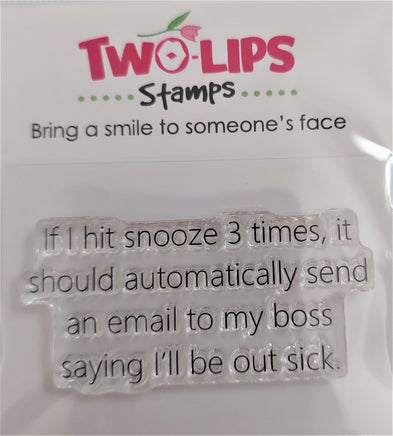 TWO-LIPS
Stamps
Bring a smile to someone's face
If I hit snooze 3 times, it
should automatically send
an email to my boss
saying I'll be out sick.